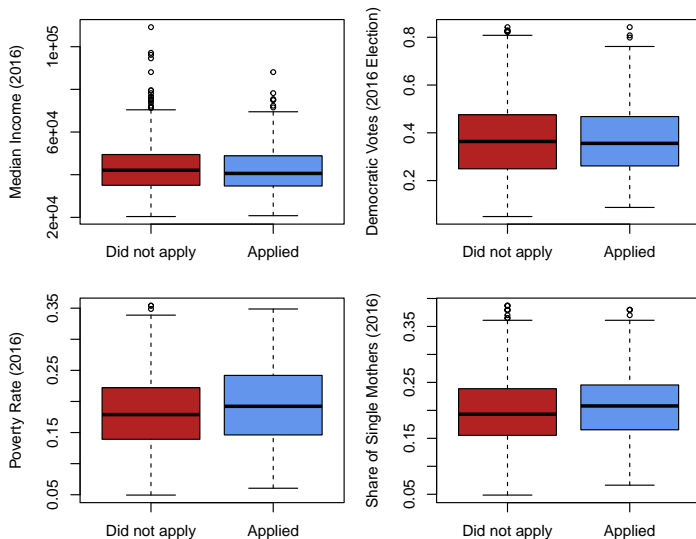 Median Income (2016)
1e+05
6e+04
2e+04
Did not apply
Applied
Democratic Votes (2016 Election)
0.8
0.4
0.2
Did not apply
Applied
Poverty Rate (2016)
0.35
0.25
0.15
0.05
Did not apply
Applied
Share of Single Mothers (2016)
0.35
0.25
0.15
0.05
Did not apply
Applied